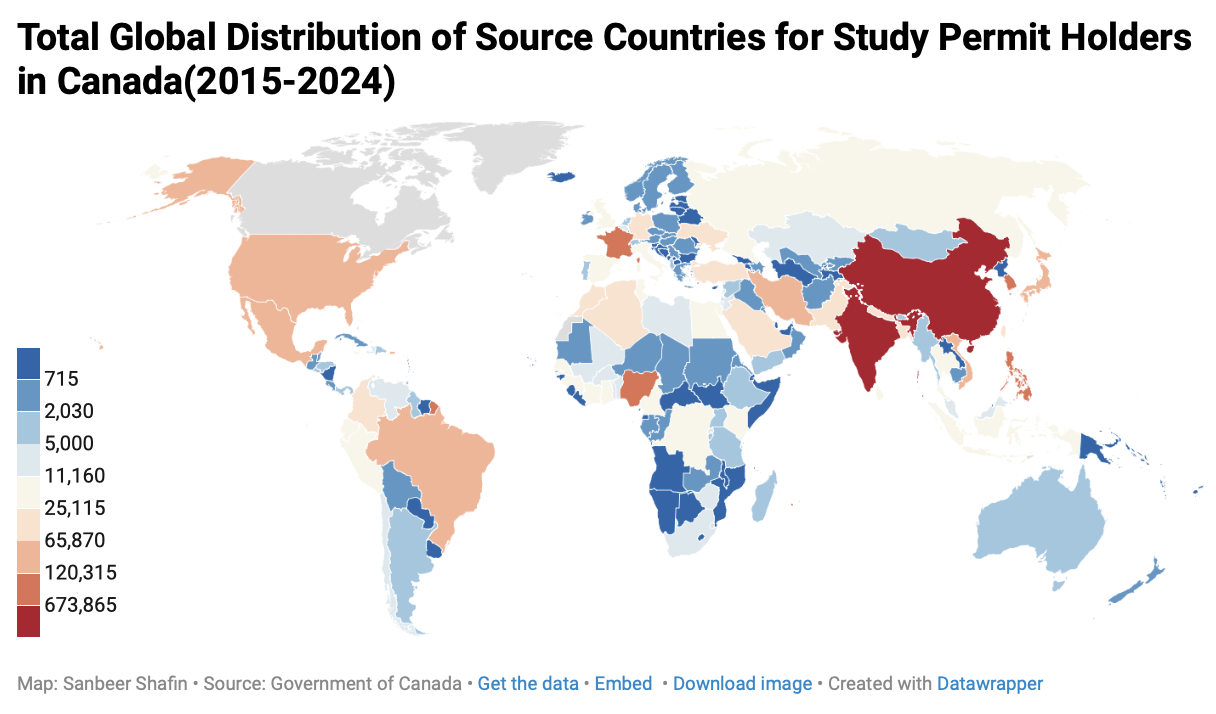 Total Global Distribution of Source Countries for Study Permit Holders
in Canada(2015-2024)
715
2,030
5,000
11,160
25,115
65,870
120,315
673,865
Map: Sanbeer Shafin • Source: Government of Canada • Get the data • Embed • Download image • Created with Datawrapper